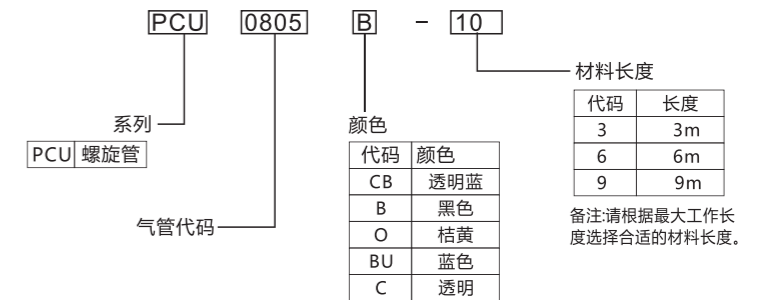 PCU 0805 B - 10
材料长度
代码 长度
3 3m
6 6m
9 9m
备注:请根据最大工作长
度选择合适的材料长度。
系列
PCU 螺旋管
颜色
代码 颜色
CB 透明蓝
B 黑色
O 桔黄
BU 蓝色
C 透明
气管代码